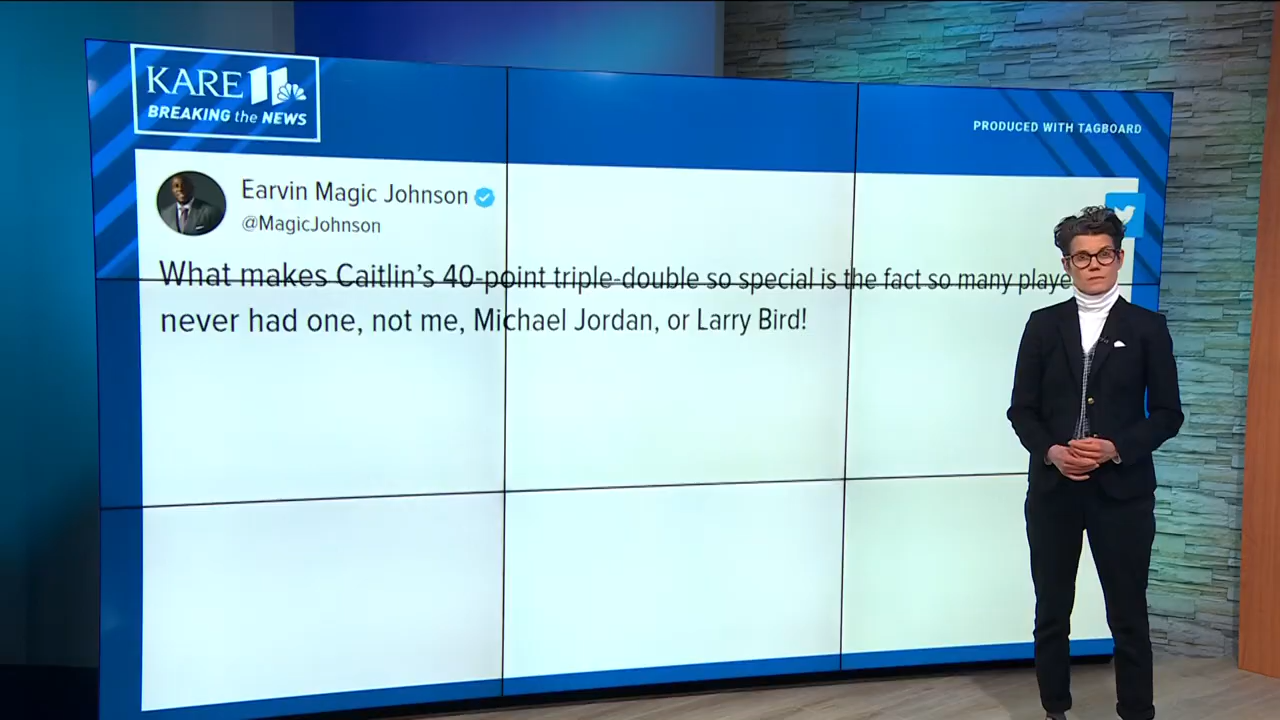 KARE 11
BREAKING the NEWS
PRODUCED WITH TAGBOARD
Earvin Magic Johnson
@MagicJohnson
What makes Caitlin's 40-point triple-double so special is the fact so many playe
never had one, not me, Michael Jordan, or Larry Bird!